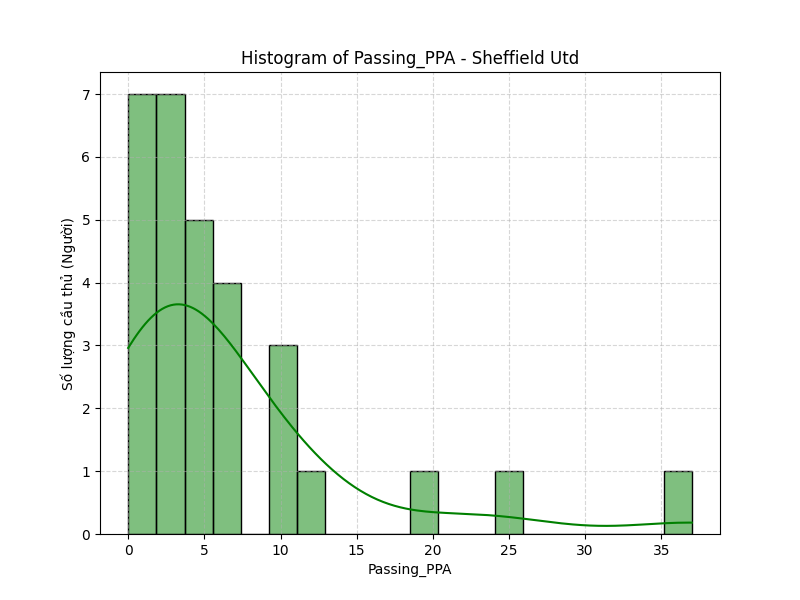 Histogram of Passing_PPA - Sheffield Utd
Số lượng cầu thủ (Người)
7
6
5
4
3
2
1
0
0 5 10 15 20 25 30 35
Passing_PPA